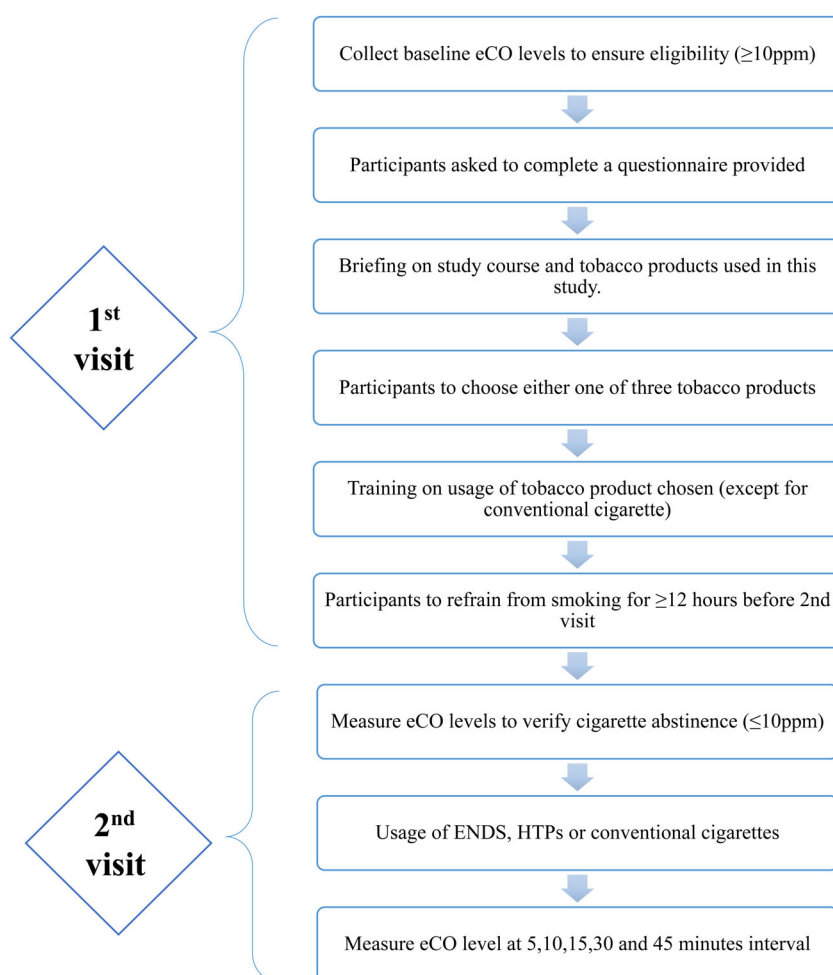 Collect baseline eCO levels to ensure eligibility (≥10ppm)
Participants asked to complete a questionnaire provided
Briefing on study course and tobacco products used in this
study.
1st
visit
Participants to choose either one of three tobacco products
Training on usage of tobacco product chosen (except for
conventional cigarette)
Participants to refrain from smoking for ≥12 hours before 2nd
visit
Measure eCO levels to verify cigarette abstinence (≤10ppm)
2nd
visit
Usage of ENDS, HTPs or conventional cigarettes
Measure eCO level at 5,10,15,30 and 45 minutes interval